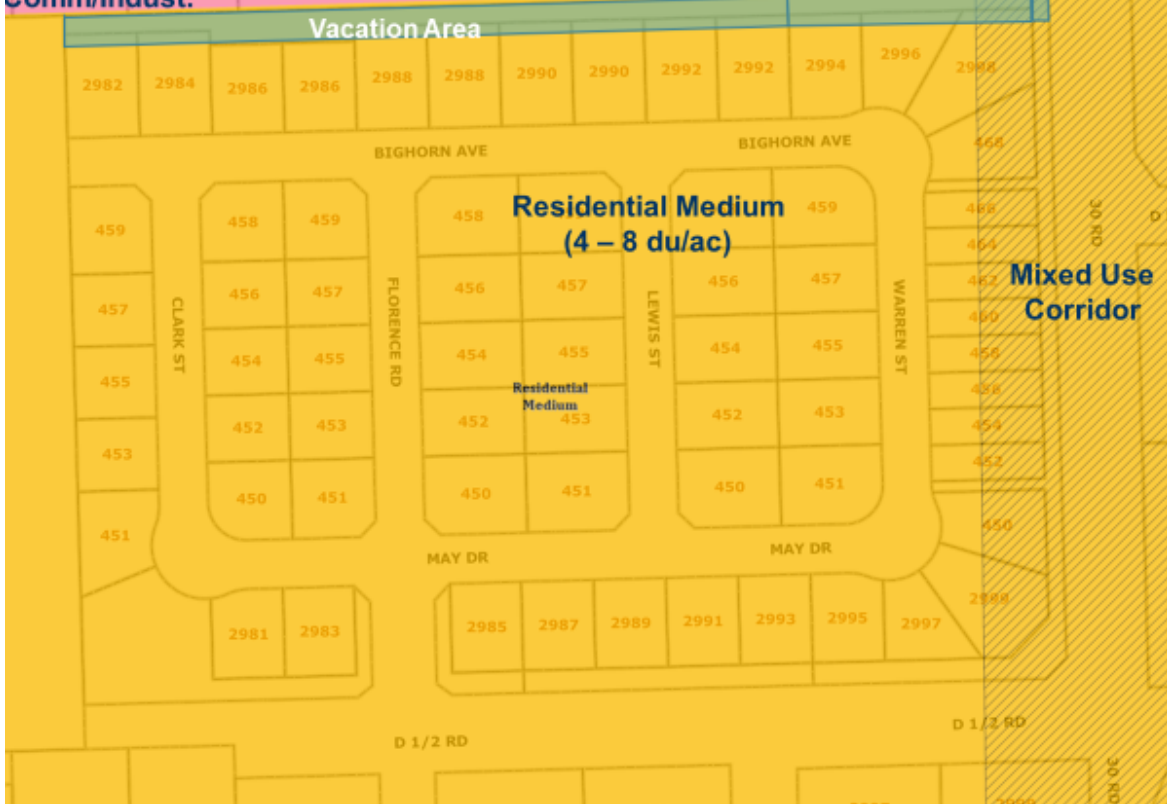 Comm/Indust.
Vacation Area
2982 2984 2986 2986 2988 2988 2990 2990 2992 2992 2994 2996 2998
BIGHORN AVE BIGHORN AVE
468
459 458 459 458 459
Residential Medium
(4 – 8 du/ac)
466
464
30 RD
D
457 456 457 456 457 456 457 462
Mixed Use
Corridor
460
CLARK ST FLORENCE RD LEWIS ST WARREN ST
455 454 455 454 455 454 455 456
Residential
Medium
458
453 452 453 452 453 452 453 454
452
451 450 451 450 451 450 451 450
MAY DR MAY DR
2981 2983 2985 2987 2989 2991 2993 2995 2997 2999
D 1/2 RD D 1/2 RD
30 RD